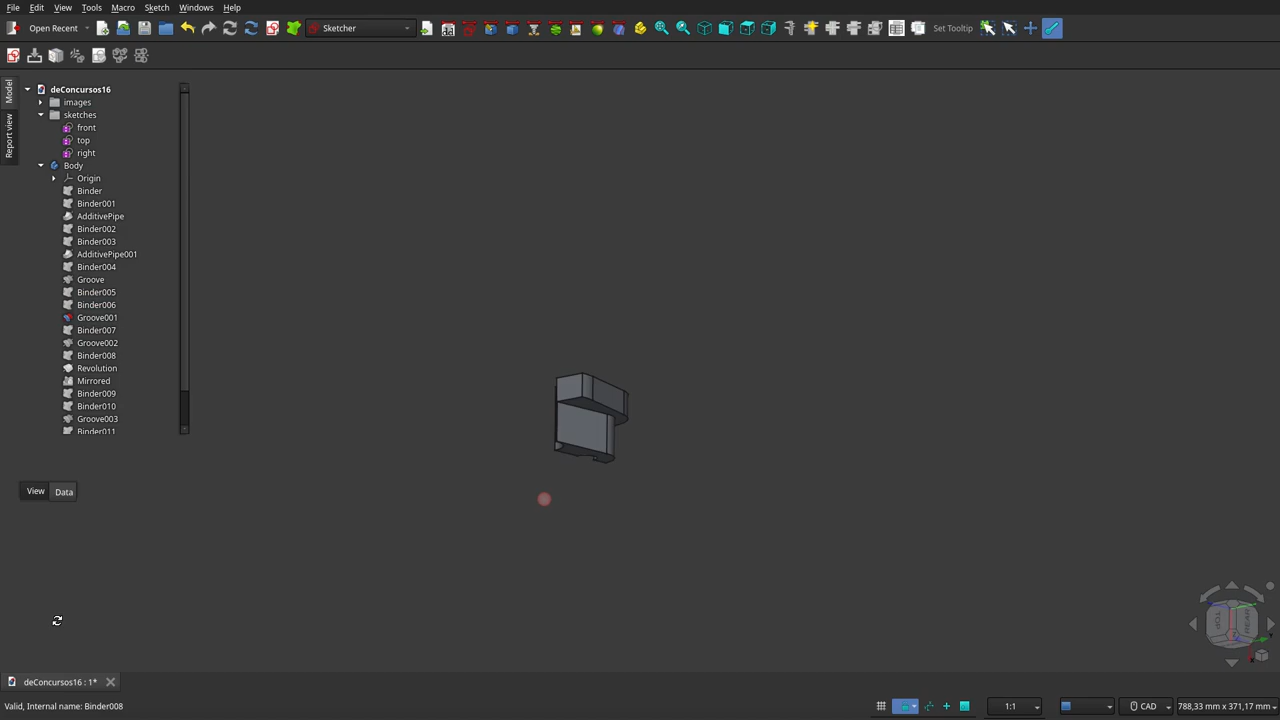 File Edit View Tools Macro Sketch Windows Help
Open Recent Sketcher Set Tooltip
Model
Report view
deConcursos16
images
sketches
front
top
right
Body
Origin
Binder
Binder001
AdditivePipe
Binder002
Binder003
AdditivePipe001
Binder004
Groove
Binder005
Binder006
Groove001
Binder007
Groove002
Binder008
Revolution
Mirrored
Binder009
Binder010
Groove003
Binder011
View Data
TOP REAR
deConcursos16 : 1*
Valid, Internal name: Binder008
1:1 CAD 788,33 mm x 371,17 mm